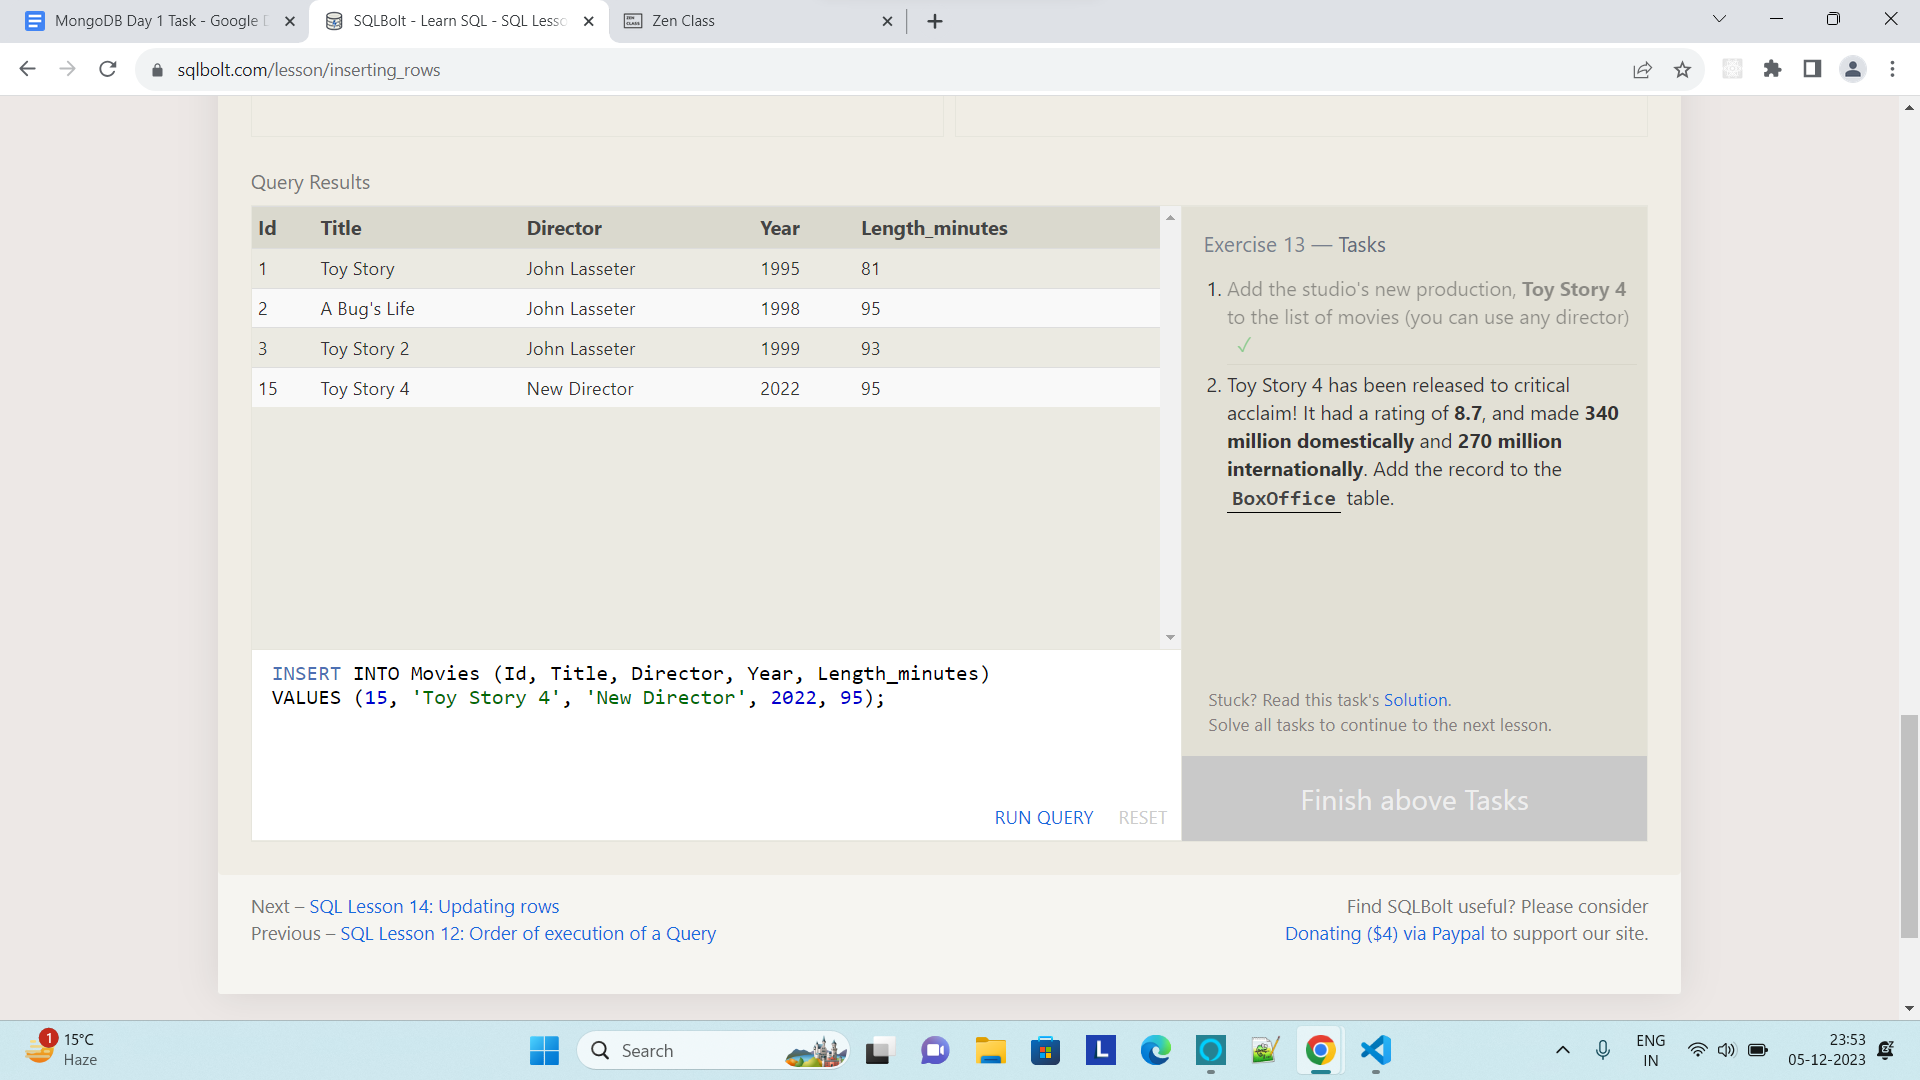 MongoDB Day 1 Task - Google D
SQLBolt - Learn SQL - SQL Lesso
Zen Class
sqlbolt.com/lesson/inserting_rows
Query Results
Id Title Director Year Length_minutes
1 Toy Story John Lasseter 1995 81
2 A Bug's Life John Lasseter 1998 95
3 Toy Story 2 John Lasseter 1999 93
15 Toy Story 4 New Director 2022 95
Exercise 13 — Tasks
1. Add the studio's new production, Toy Story 4
to the list of movies (you can use any director)
✓
2. Toy Story 4 has been released to critical
acclaim! It had a rating of 8.7, and made 340
million domestically and 270 million
internationally. Add the record to the
BoxOffice table.
INSERT INTO Movies (Id, Title, Director, Year, Length_minutes)
VALUES (15, 'Toy Story 4', 'New Director', 2022, 95);
RUN QUERY RESET
Stuck? Read this task's Solution.
Solve all tasks to continue to the next lesson.
Finish above Tasks
Next – SQL Lesson 14: Updating rows
Previous – SQL Lesson 12: Order of execution of a Query
Find SQLBolt useful? Please consider
Donating ($4) via Paypal to support our site.
1
15°C
Haze
Search
L
ENG
IN
23:53
05-12-2023